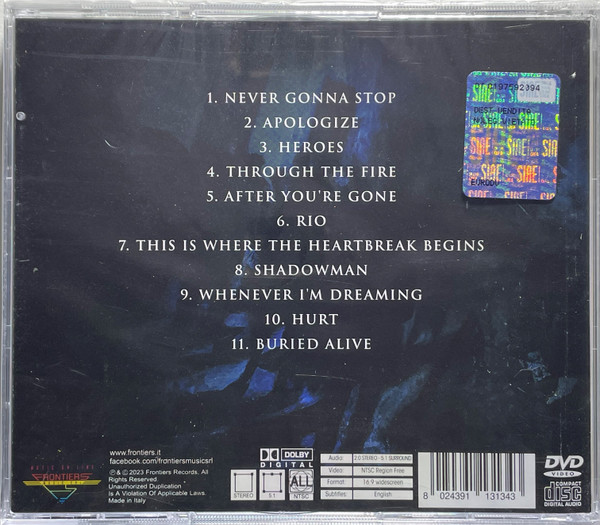 1. NEVER GONNA STOP
2. APOLOGIZE
3. HEROES
4. THROUGH THE FIRE
5. AFTER YOU'RE GONE
6. RIO
7. THIS IS WHERE THE HEARTBREAK BEGINS
8. SHADOWMAN
9. WHENEVER I'M DREAMING
10. HURT
11. BURIED ALIVE
SIAE
FRONTIERS
www.frontiers.it
facebook.com/frontiersmusicsrl
℗ & © 2023 Frontiers Records. All
Rights Reserved.
Unauthorized Duplication
Is A Violation Of Applicable Laws.
Made in Italy
DOLBY
DIGITAL
STEREO
5.1
ALL
NTSC
Audio: 2.0 STEREO - 5.1 SURROUND
Video: NTSC Region Free
Format: 16:9 widescreen
Subtitles: English
8 024391 131343
DVD
VIDEO
COMPACT
disc
DIGITAL AUDIO